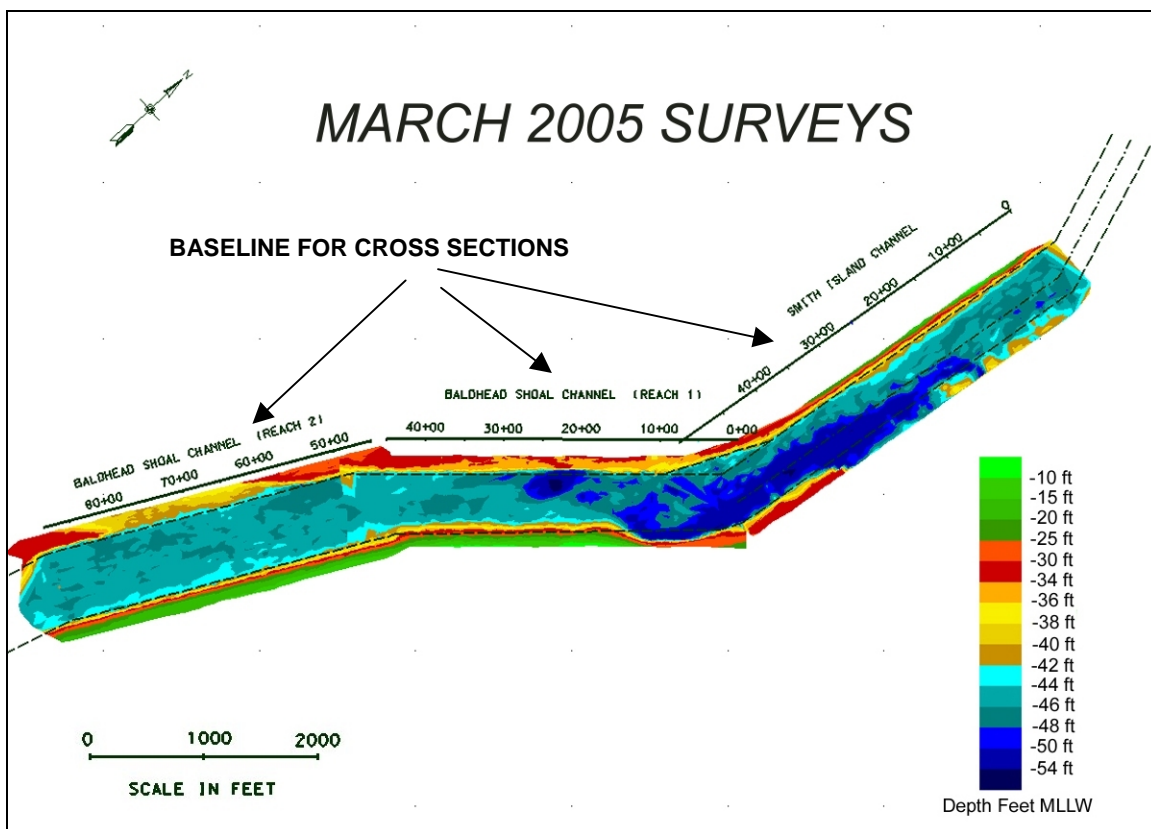 N
MARCH 2005 SURVEYS
BASELINE FOR CROSS SECTIONS
0
10+00
20+00
30+00
40+00
SMITH ISLAND CHANNEL
BALDHEAD SHOAL CHANNEL (REACH 1)
40+00 30+00 20+00 10+00 0+00
BALDHEAD SHOAL CHANNEL (REACH 2)
80+00 70+00 60+00 50+00
-10 ft
-15 ft
-20 ft
-25 ft
-30 ft
-34 ft
-36 ft
-38 ft
-40 ft
-42 ft
-44 ft
-46 ft
-48 ft
-50 ft
-54 ft
Depth Feet MLLW
0 1000 2000
SCALE IN FEET